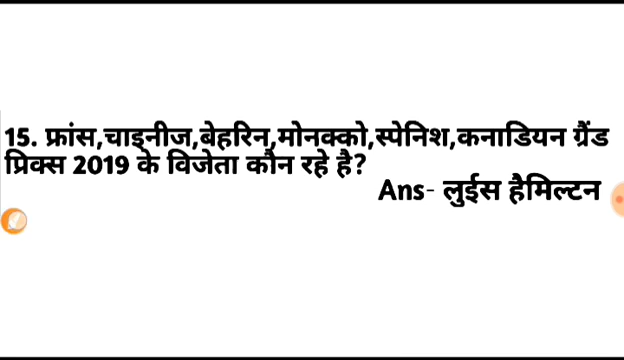 15. फ्रांस,चाइनीज,बेहरिन,मोनक्को,स्पेनिश,कनाडियन ग्रैंड
प्रिक्स 2019 के विजेता कौन रहे है?
Ans- लुईस हैमिल्टन